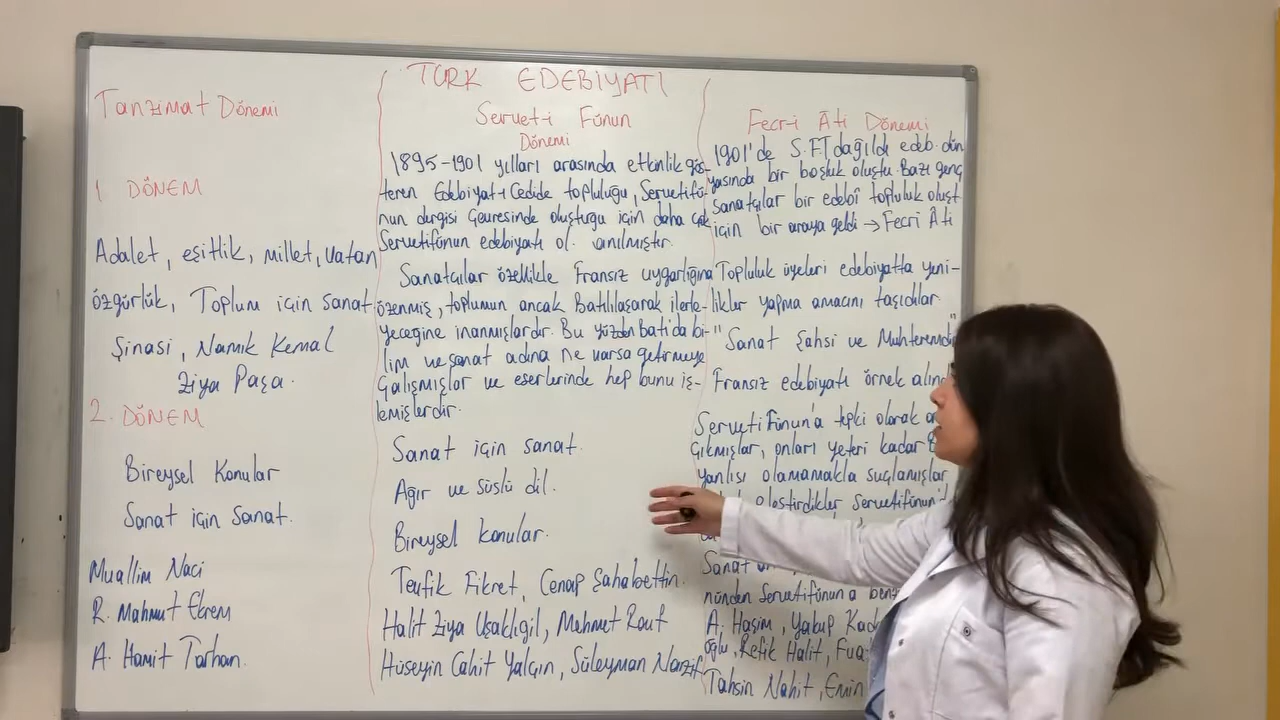 TÜRK EDEBİYATI
Tanzimat Dönemi
1. DÖNEM
Adalet, eşitlik, millet, vatan
özgürlük, Toplum için sanat
Şinasi, Namık Kemal
Ziya Paşa.
2. DÖNEM
Bireysel Konular
Sanat için sanat.
Muallim Naci
R. Mahmut Ekrem
A. Hamit Tarhan.
Servet-i Fünun
Dönemi
1895-1901 yılları arasında etkinlik gös-
teren Edebiyat-ı Cedide topluluğu, Servetifü-
nun dergisi çevresinde oluştuğu için daha çok
Servetifünun edebiyatı ol. anılmıştır.
Sanatçılar özellikle Fransız uygarlığına
özenmiş, toplumun ancak Batılılaşarak ilerle-
yeceğine inanmışlardır. Bu yüzden Batı'da bi-
lim ve sanat adına ne varsa getirmeye
çalışmışlar ve eserlerinde hep bunu iş-
lemişlerdir.
Sanat için sanat.
Ağır ve süslü dil.
Bireysel konular.
Tevfik Fikret, Cenap Şahabettin.
Halit Ziya Uşaklıgil, Mehmet Rauf
Hüseyin Cahit Yalçın, Süleyman Nazif
Fecr-i Âti Dönemi
1901'de S.F.T dağıldı edeb. dün
yasında bir boşluk oluştu. Bazı genç
sanatçılar bir edebî topluluk oluşt
için bir araya geldi → Fecri Âti
Topluluk üyeleri edebiyatta yeni-
likler yapma amacını taşıdılar.
"Sanat Şahsi ve Muhteremdir"
Fransız edebiyatı örnek alın
Servetifünun'a tepki olarak
çıkmışlar, onları yeteri kadar
yanlısı olamamakla suçlanışlar
eleştirdikler servetifünun'
Sanat
nünden servetifünun'a benz
A. Haşim, Yakup Kad
oğlu, Refik Halit, Fua
Tahsin Nahit, Emin